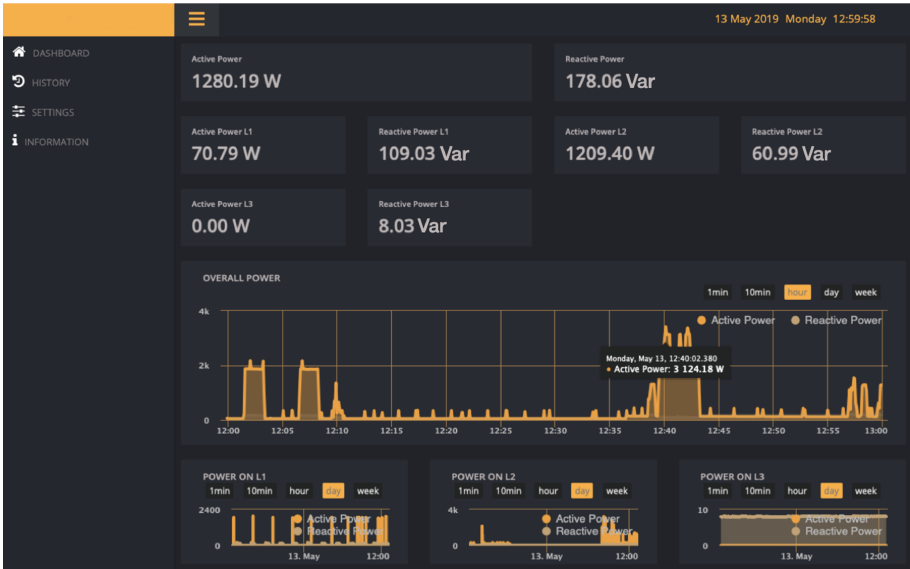 13 May 2019 Monday 12:59:58
DASHBOARD
HISTORY
SETTINGS
INFORMATION
Active Power
1280.19 W
Reactive Power
178.06 Var
Active Power L1
70.79 W
Reactive Power L1
109.03 Var
Active Power L2
1209.40 W
Reactive Power L2
60.99 Var
Active Power L3
0.00 W
Reactive Power L3
8.03 Var
OVERALL POWER
1min 10min hour day week
Active Power Reactive Power
4k
2k
0
Monday, May 13, 12:40:02.380
Active Power: 3 124.18 W
12:00 12:05 12:10 12:15 12:20 12:25 12:30 12:35 12:40 12:45 12:50 12:55 13:00
POWER ON L1
1min 10min hour day week
2400
0
Active Power
Reactive Power
13. May 12:00
POWER ON L2
1min 10min hour day week
4k
0
Active Power
Reactive Power
13. May 12:00
POWER ON L3
1min 10min hour day week
10
0
Active Power
Reactive Power
13. May 12:00